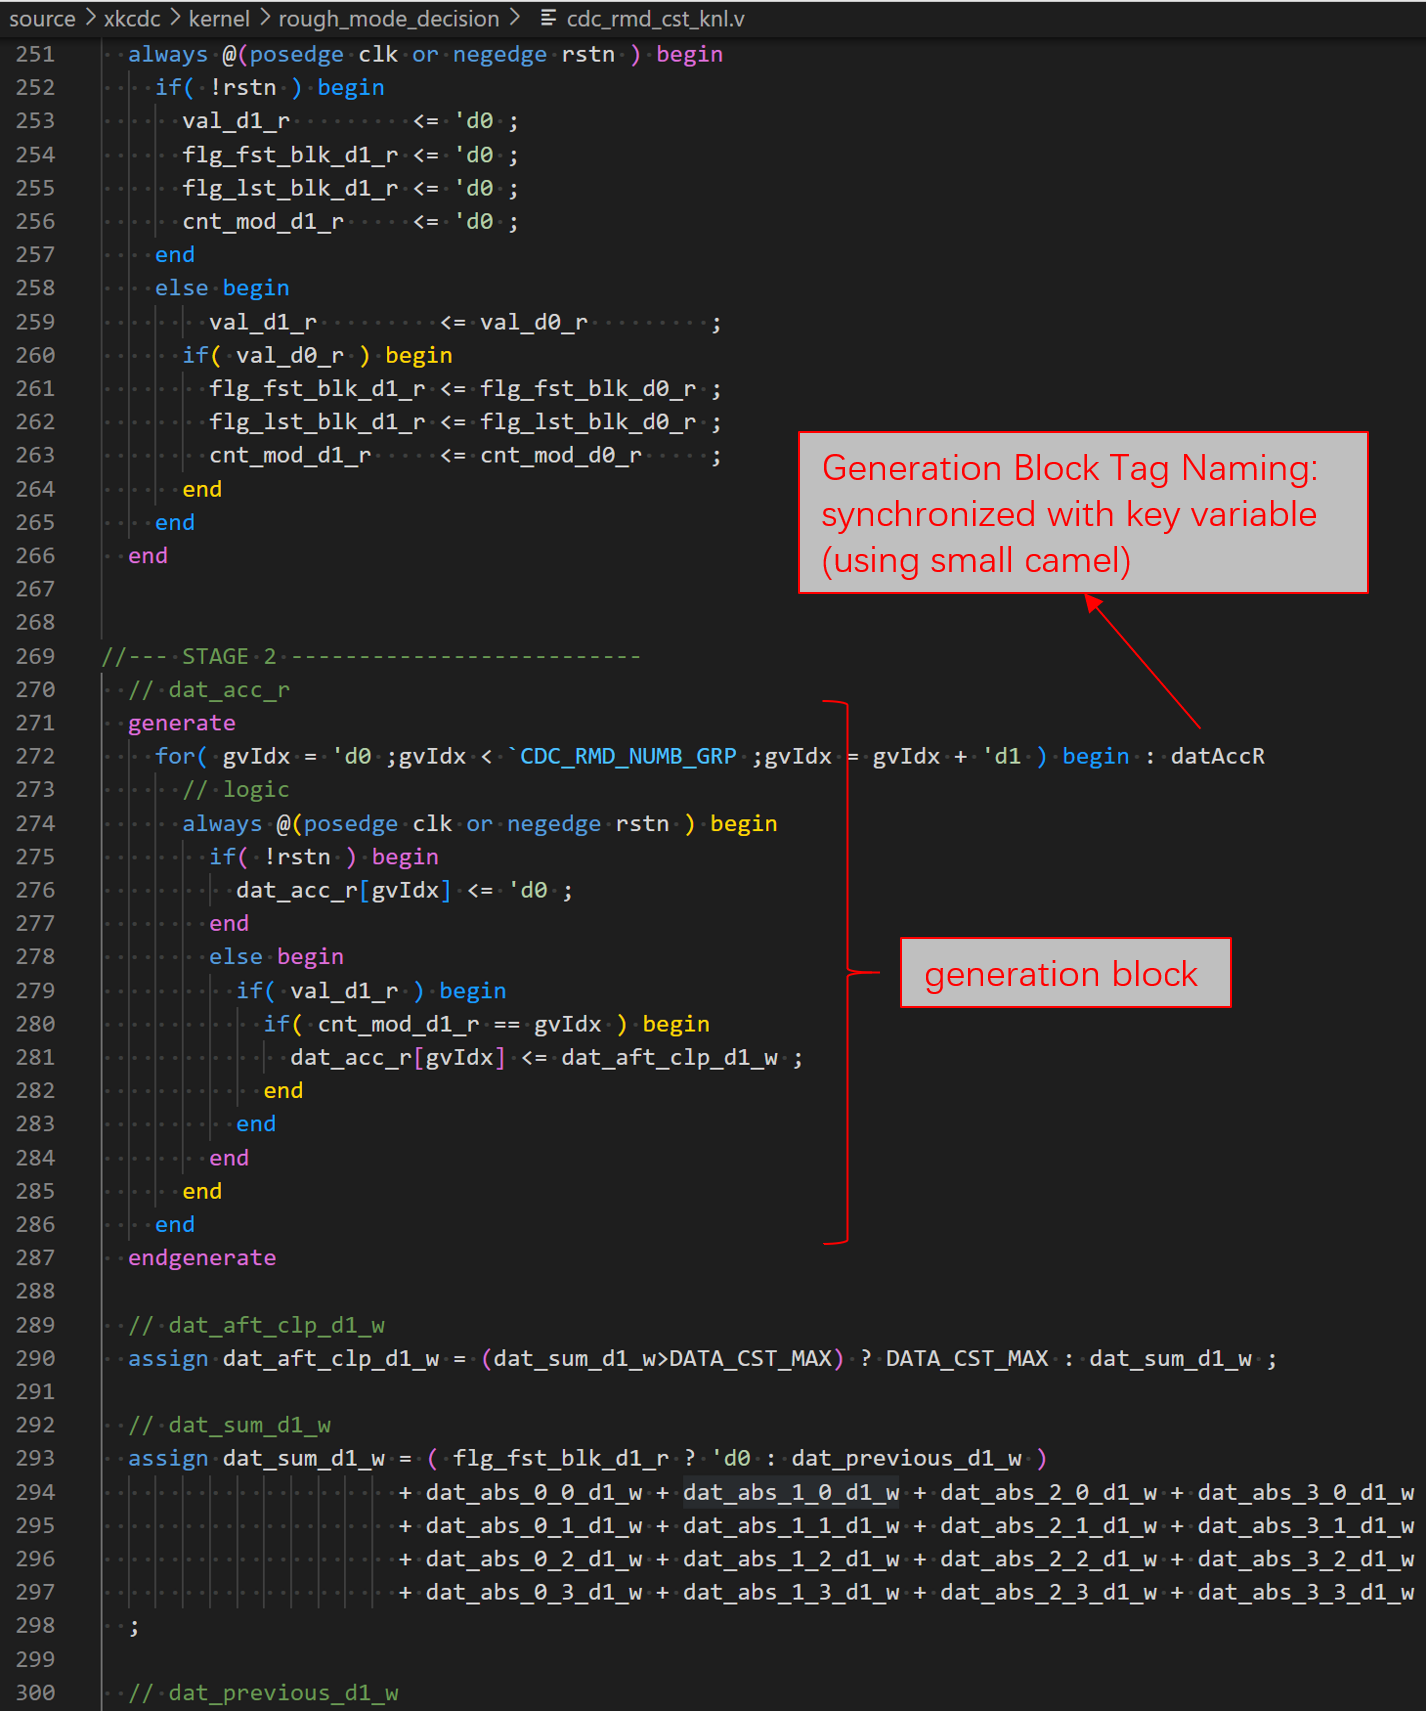 source > xkcdc > kernel > rough_mode_decision > cdc_rmd_cst_knl.v
251 always @(posedge clk or negedge rstn ) begin
252 if( !rstn ) begin
253 val_d1_r <= 'd0 ;
254 flg_fst_blk_d1_r <= 'd0 ;
255 flg_lst_blk_d1_r <= 'd0 ;
256 cnt_mod_d1_r <= 'd0 ;
257 end
258 else begin
259 val_d1_r <= val_d0_r ;
260 if( val_d0_r ) begin
261 flg_fst_blk_d1_r <= flg_fst_blk_d0_r ;
262 flg_lst_blk_d1_r <= flg_lst_blk_d0_r ;
263 cnt_mod_d1_r <= cnt_mod_d0_r ;
264 end
265 end
266 end
267
268
Generation Block Tag Naming:
synchronized with key variable
(using small camel)
269 //--- STAGE 2 --------------------------
270 // dat_acc_r
271 generate
272 for( gvIdx = 'd0 ;gvIdx < `CDC_RMD_NUMB_GRP ;gvIdx = gvIdx + 'd1 ) begin : datAccR
273 // logic
274 always @(posedge clk or negedge rstn ) begin
275 if( !rstn ) begin
276 dat_acc_r[gvIdx] <= 'd0 ;
277 end
278 else begin
279 if( val_d1_r ) begin
280 if( cnt_mod_d1_r == gvIdx ) begin
281 dat_acc_r[gvIdx] <= dat_aft_clp_d1_w ;
282 end
283 end
284 end
285 end
286 end
287 endgenerate
generation block
288
289 // dat_aft_clp_d1_w
290 assign dat_aft_clp_d1_w = (dat_sum_d1_w>DATA_CST_MAX) ? DATA_CST_MAX : dat_sum_d1_w ;
291
292 // dat_sum_d1_w
293 assign dat_sum_d1_w = ( flg_fst_blk_d1_r ? 'd0 : dat_previous_d1_w )
294 + dat_abs_0_0_d1_w + dat_abs_1_0_d1_w + dat_abs_2_0_d1_w + dat_abs_3_0_d1_w
295 + dat_abs_0_1_d1_w + dat_abs_1_1_d1_w + dat_abs_2_1_d1_w + dat_abs_3_1_d1_w
296 + dat_abs_0_2_d1_w + dat_abs_1_2_d1_w + dat_abs_2_2_d1_w + dat_abs_3_2_d1_w
297 + dat_abs_0_3_d1_w + dat_abs_1_3_d1_w + dat_abs_2_3_d1_w + dat_abs_3_3_d1_w
298 ;
299
300 // dat_previous_d1_w